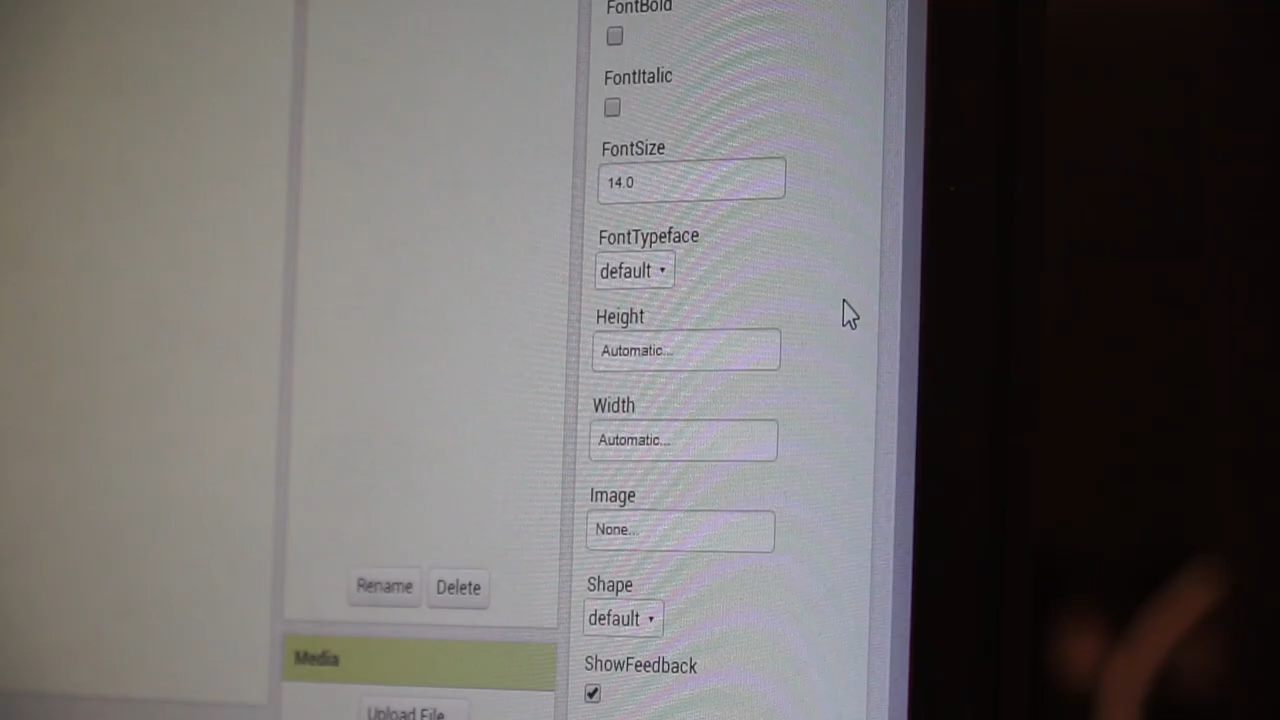 FontBold
FontItalic
FontSize
14.0
FontTypeface
default
Height
Automatic...
Width
Automatic...
Image
None...
Shape
default
ShowFeedback
Rename Delete
Media
Upload File